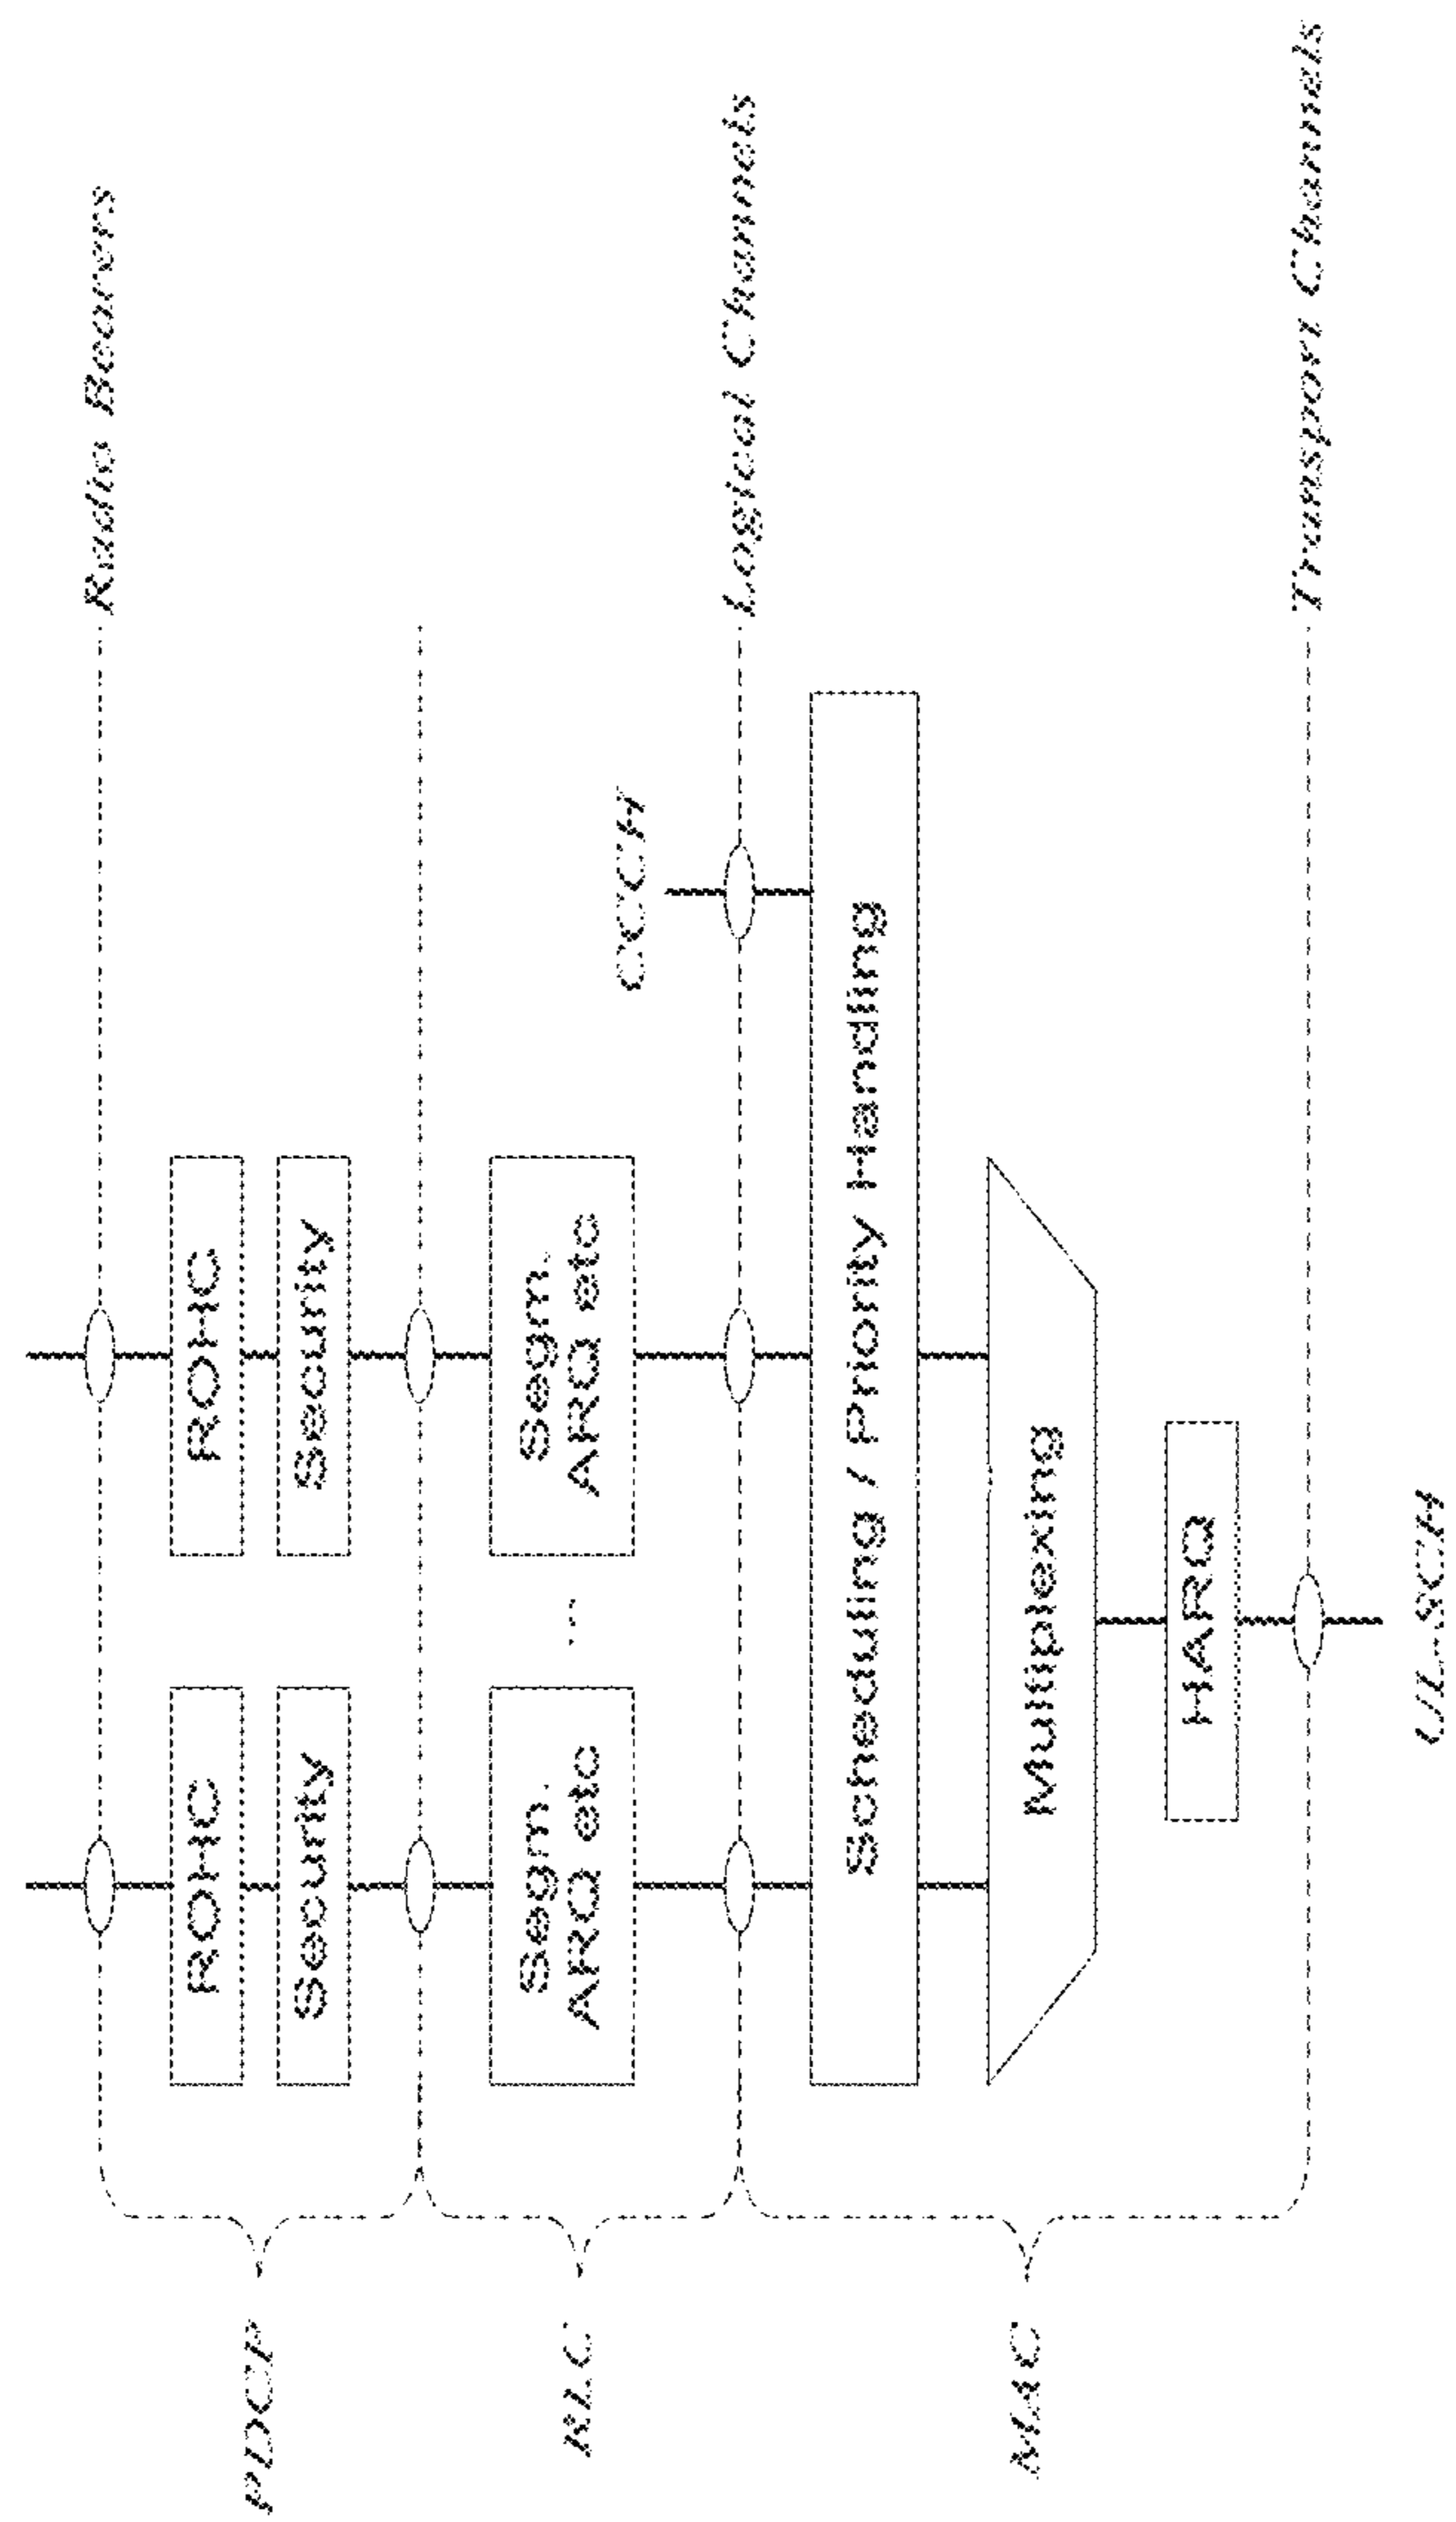 Radio Bearers
ROHC
ROHC
PDCP
Security
Security
Segm.
ARQ etc
...
Segm.
ARQ etc
RLC
CCCH
Logical Channels
Scheduling / Priority Handling
MAC
Multiplexing
HARQ
Transport Channels
UL-SCH